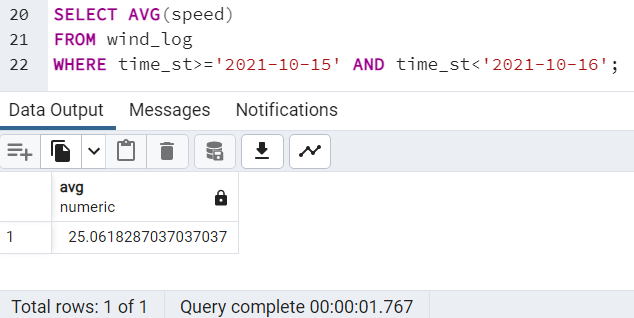 20 SELECT AVG(speed)
21 FROM wind_log
22 WHERE time_st>='2021-10-15' AND time_st<'2021-10-16';
Data Output Messages Notifications
avg
numeric
1 25.0618287037037037
Total rows: 1 of 1 Query complete 00:00:01.767